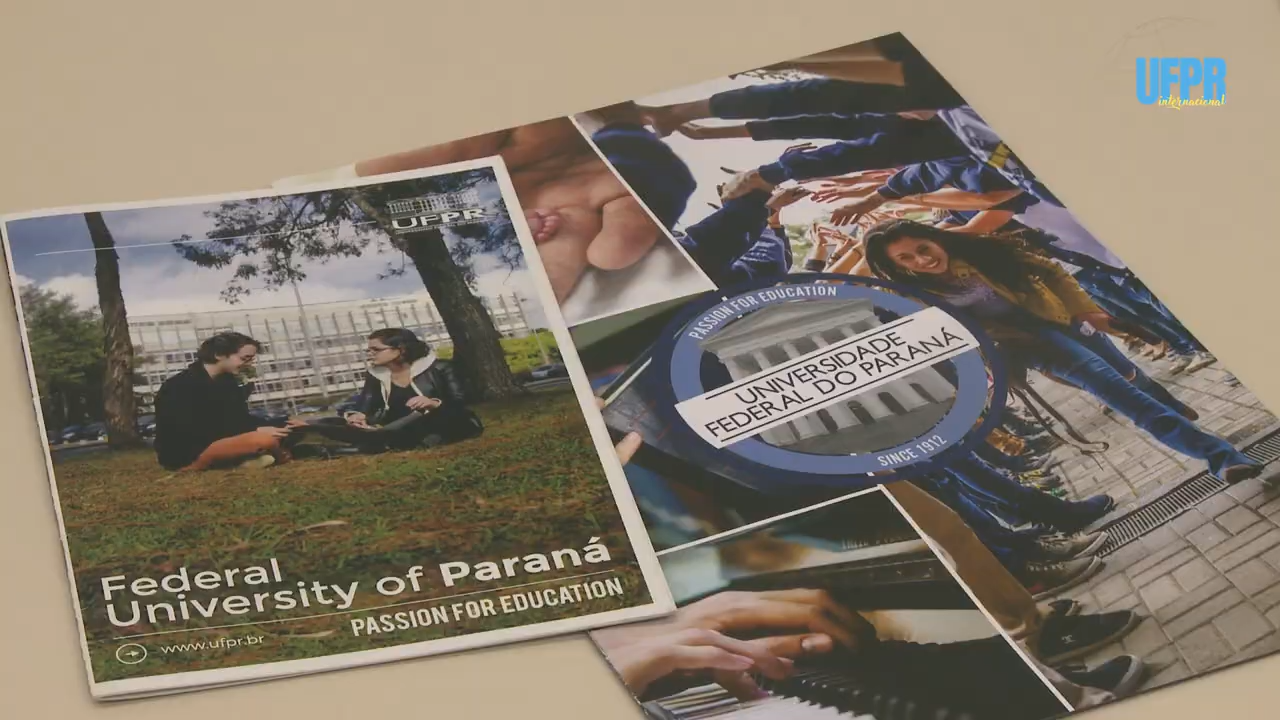 UFPR
international
UFPR
Federal
University of Paraná
PASSION FOR EDUCATION
www.ufpr.br
PASSION FOR EDUCATION
UNIVERSIDADE
FEDERAL DO PARANÁ
SINCE 1912